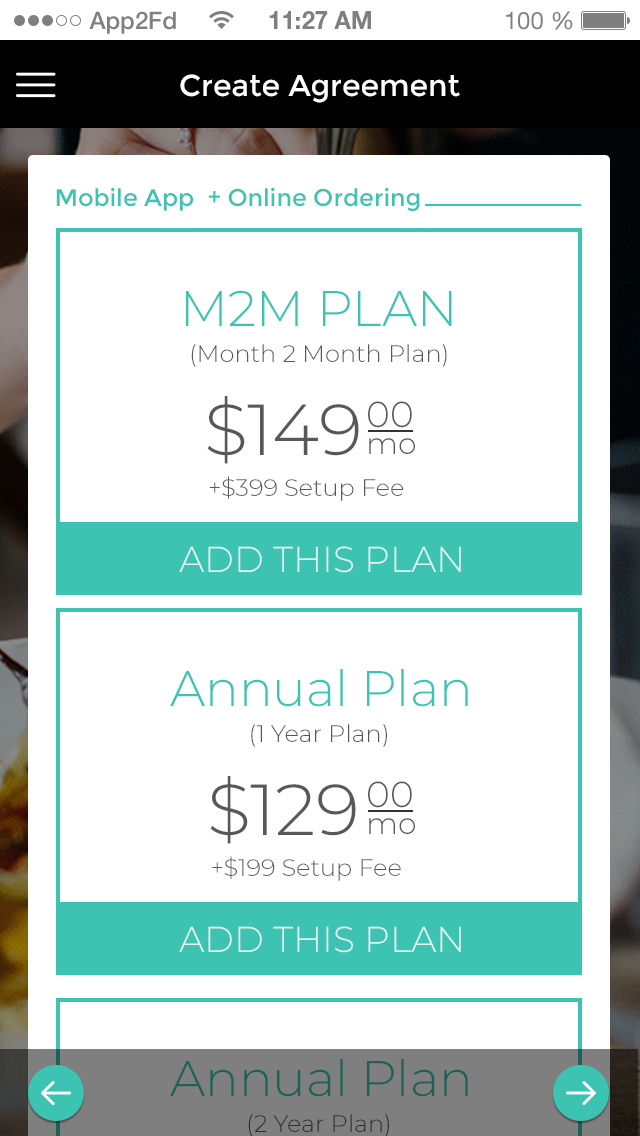 App2Fd 11:27 AM 100 %
Create Agreement
Mobile App + Online Ordering
M2M PLAN
(Month 2 Month Plan)
$149 00 mo
+$399 Setup Fee
ADD THIS PLAN
Annual Plan
(1 Year Plan)
$129 00 mo
+$199 Setup Fee
ADD THIS PLAN
Annual Plan
(2 Year Plan)